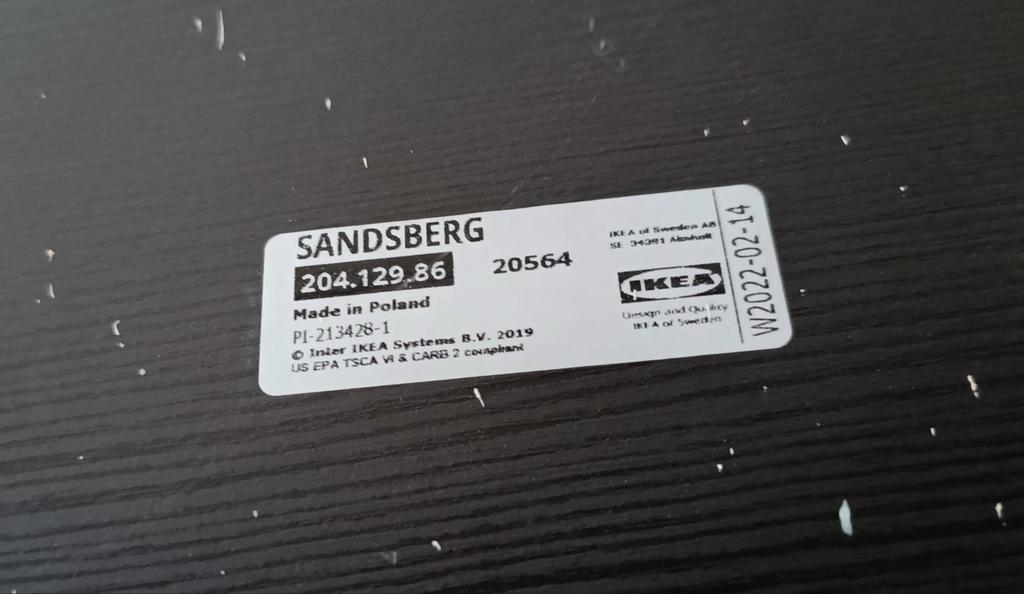 SANDSBERG
204.129.86
20564
Made in Poland
PI-213428-1
© Inter IKEA Systems B.V. 2019
US EPA TSCA VI & CARB 2 compliant
IKEA of Sweden AB
SE-34381 Älmhult
IKEA
Design and Quality
IKEA of Sweden
W2022-02-14